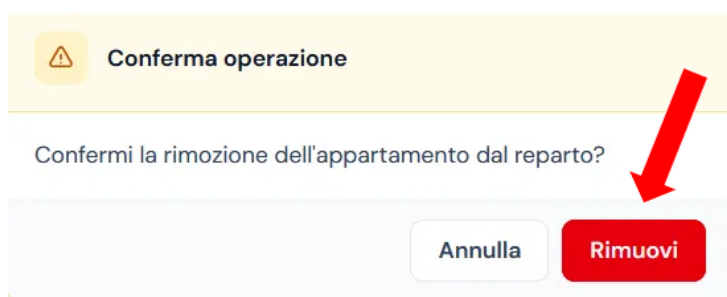 Conferma operazione
Confermi la rimozione dell'appartamento dal reparto?
Annulla
Rimuovi